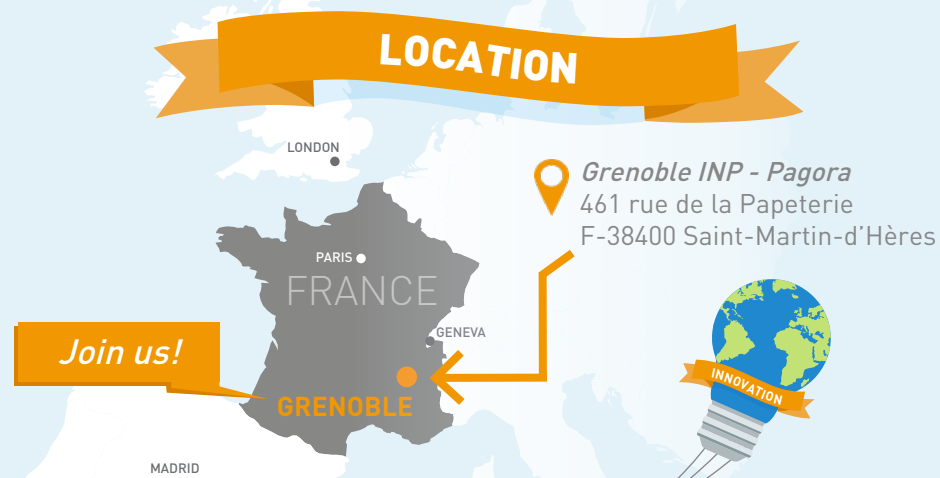 LOCATION
LONDON
Grenoble INP - Pagora
461 rue de la Papeterie
F-38400 Saint-Martin-d'Hères
PARIS
FRANCE
GENEVA
Join us!
INNOVATION
GRENOBLE
MADRID